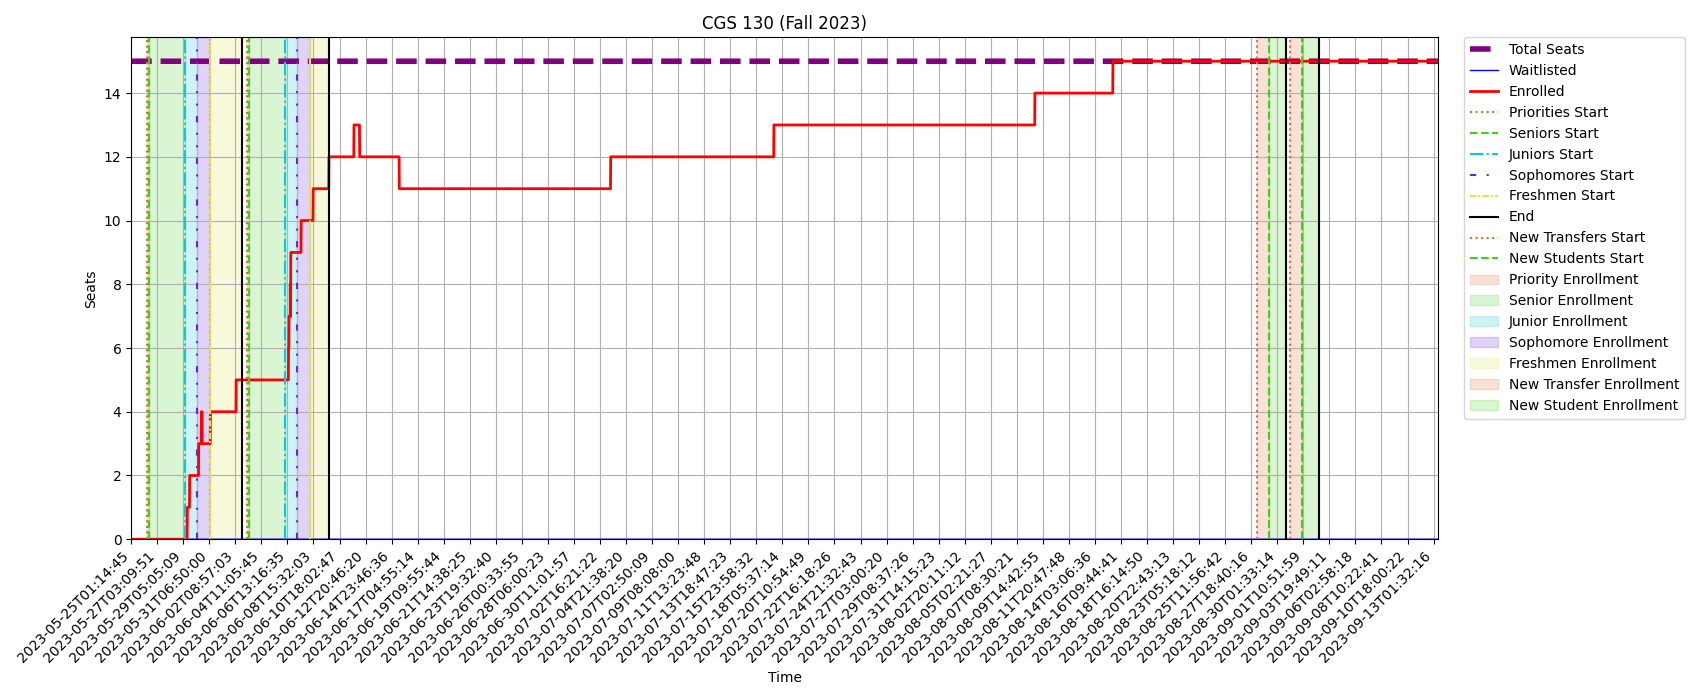 CGS 130 (Fall 2023)
Seats
14
12
10
8
6
4
2
0
2023-05-25T01:14:45
2023-05-27T03:09:51
2023-05-29T05:05:09
2023-05-31T06:50:00
2023-06-02T08:57:03
2023-06-04T11:05:45
2023-06-06T13:16:35
2023-06-08T15:32:03
2023-06-10T18:02:47
2023-06-12T20:46:20
2023-06-14T23:46:36
2023-06-17T04:55:14
2023-06-19T09:55:44
2023-06-21T14:38:25
2023-06-23T19:32:40
2023-06-26T00:33:55
2023-06-28T06:00:23
2023-06-30T11:01:57
2023-07-02T16:21:22
2023-07-04T21:38:20
2023-07-07T02:50:09
2023-07-09T08:08:00
2023-07-11T13:23:48
2023-07-13T18:47:23
2023-07-15T23:58:32
2023-07-18T05:37:14
2023-07-20T10:54:49
2023-07-22T16:18:26
2023-07-24T21:32:43
2023-07-27T03:00:20
2023-07-29T08:37:26
2023-07-31T14:15:23
2023-08-02T20:11:12
2023-08-05T02:21:27
2023-08-07T08:30:21
2023-08-09T14:42:55
2023-08-11T20:47:48
2023-08-14T03:06:36
2023-08-16T09:44:41
2023-08-18T16:14:50
2023-08-20T22:43:13
2023-08-23T05:18:12
2023-08-25T11:56:42
2023-08-27T18:40:16
2023-08-30T01:33:14
2023-09-01T10:51:59
2023-09-03T19:49:11
2023-09-06T02:58:18
2023-09-08T10:22:41
2023-09-10T18:00:22
2023-09-13T01:32:16
Time
Total Seats
Waitlisted
Enrolled
Priorities Start
Seniors Start
Juniors Start
Sophomores Start
Freshmen Start
End
New Transfers Start
New Students Start
Priority Enrollment
Senior Enrollment
Junior Enrollment
Sophomore Enrollment
Freshmen Enrollment
New Transfer Enrollment
New Student Enrollment